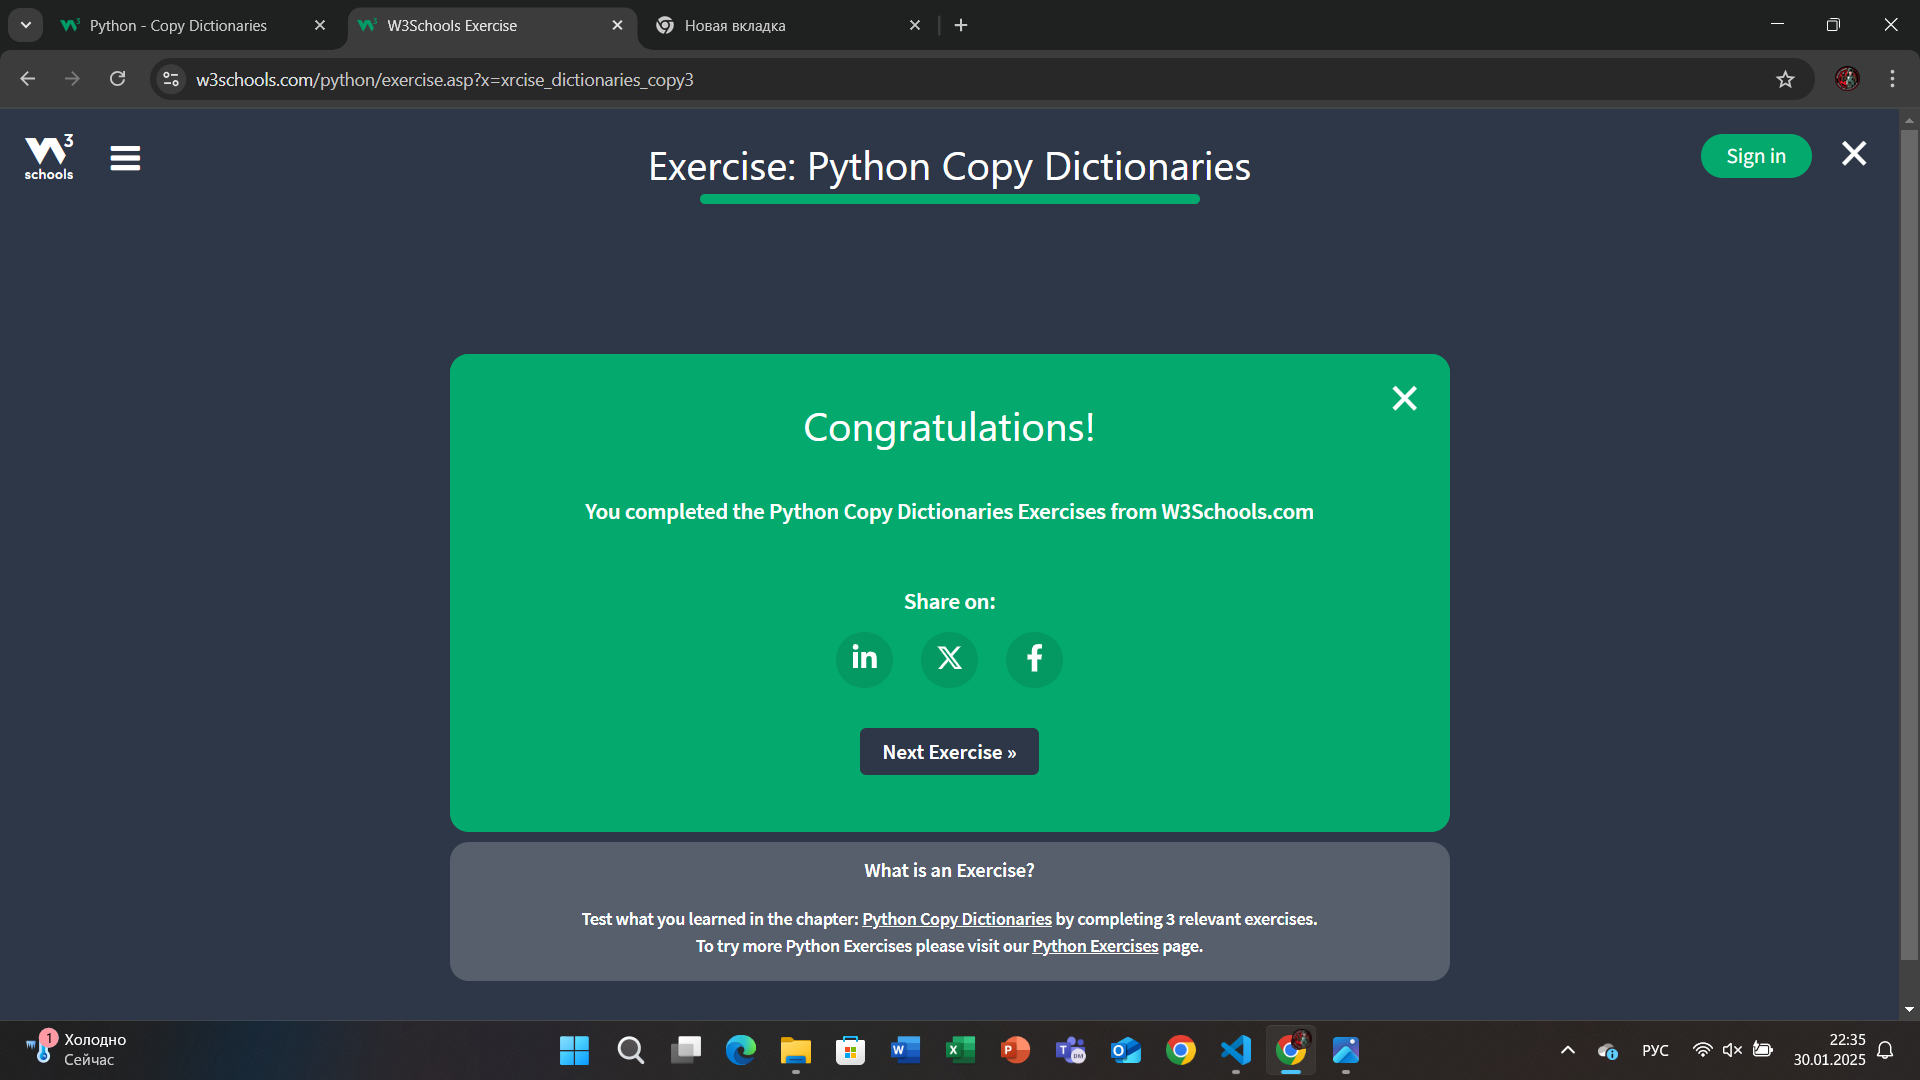 Python - Copy Dictionaries
W3Schools Exercise
Новая вкладка
w3schools.com/python/exercise.asp?x=xrcise_dictionaries_copy3
3
schools
Exercise: Python Copy Dictionaries
Sign in
Congratulations!
You completed the Python Copy Dictionaries Exercises from W3Schools.com
Share on:
in
Next Exercise »
What is an Exercise?
Test what you learned in the chapter: Python Copy Dictionaries by completing 3 relevant exercises.
To try more Python Exercises please visit our Python Exercises page.
1
Холодно
Сейчас
РУС
22:35
30.01.2025